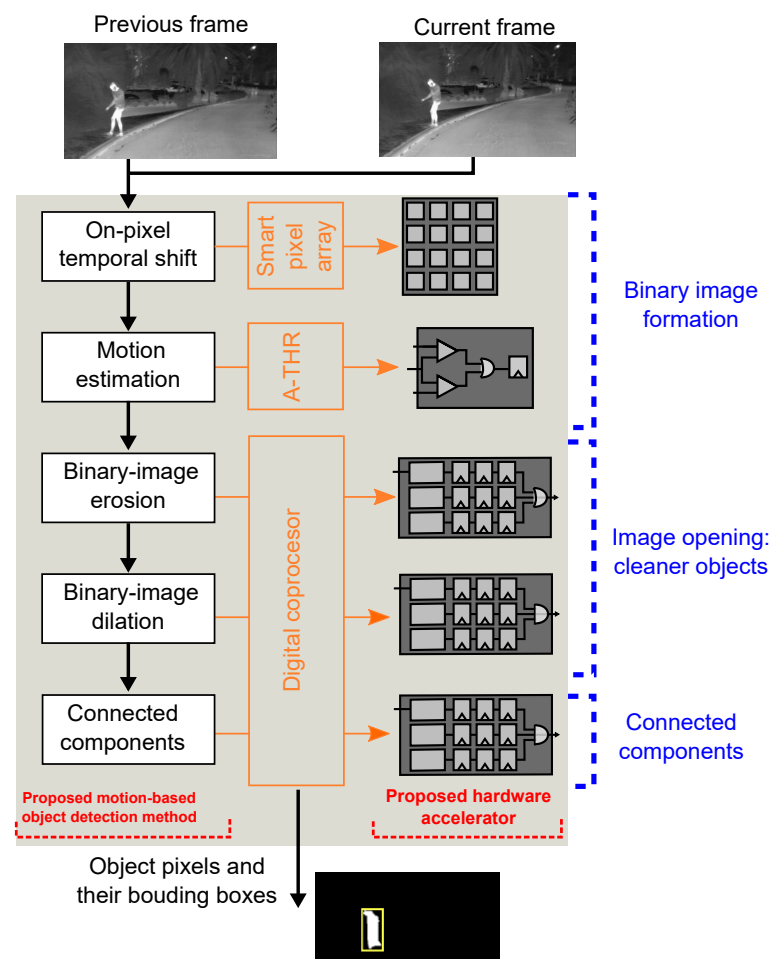 Previous frame
Current frame
On-pixel
temporal shift
Smart
pixel
array
Binary image
formation
Motion
estimation
A-THR
Binary-image
erosion
Digital coprocesor
Image opening:
cleaner objects
Binary-image
dilation
Connected
components
Connected
components
Proposed motion-based
object detection method
Proposed hardware
accelerator
Object pixels and
their bouding boxes